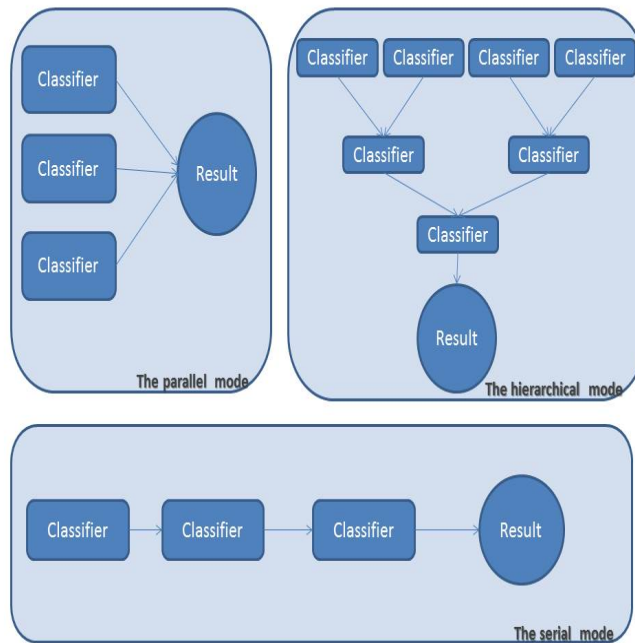 Classifier
Classifier
Classifier
Result
The parallel mode
Classifier Classifier Classifier Classifier
Classifier Classifier
Classifier
Result
The hierarchical mode
Classifier Classifier Classifier Result
The serial mode